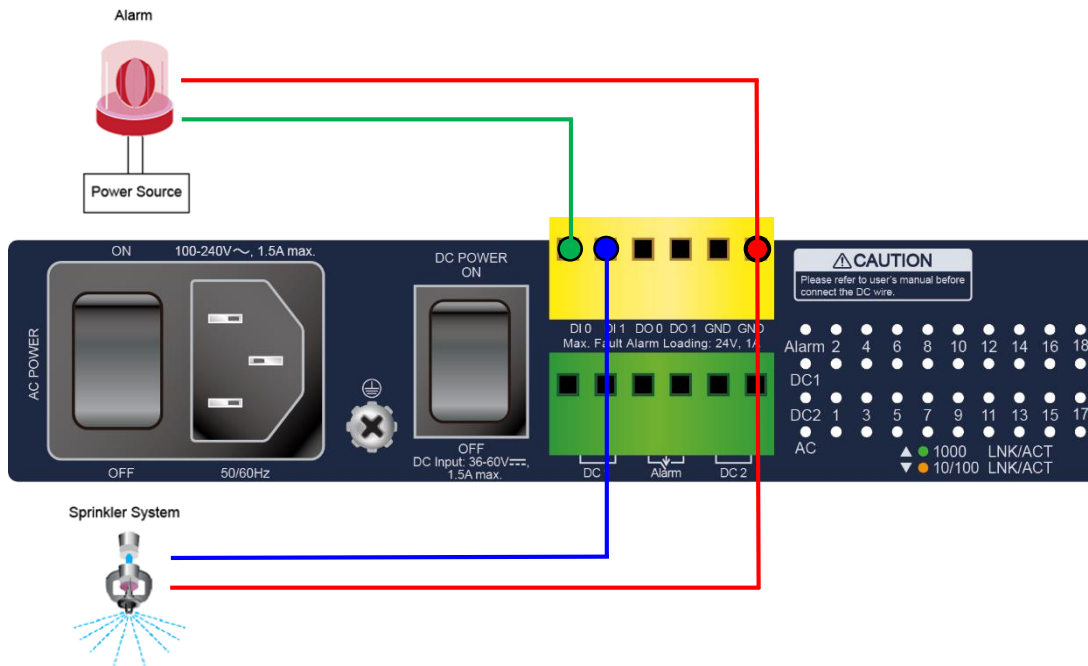 Alarm
Power Source
ON
100-240V～, 1.5A max.
AC POWER
OFF
50/60Hz
DC POWER
ON
OFF
DC Input: 36-60V⎓,
1.5A max.
DI 0 DI 1 DO 0 DO 1 GND GND
Max. Fault Alarm Loading: 24V, 1A
DC 1 Alarm DC 2
⚠CAUTION
Please refer to user's manual before
connect the DC wire.
Alarm 2 4 6 8 10 12 14 16 18
DC1
DC2 1 3 5 7 9 11 13 15 17
AC
▲ 1000 LNK/ACT
▼ 10/100 LNK/ACT
Sprinkler System